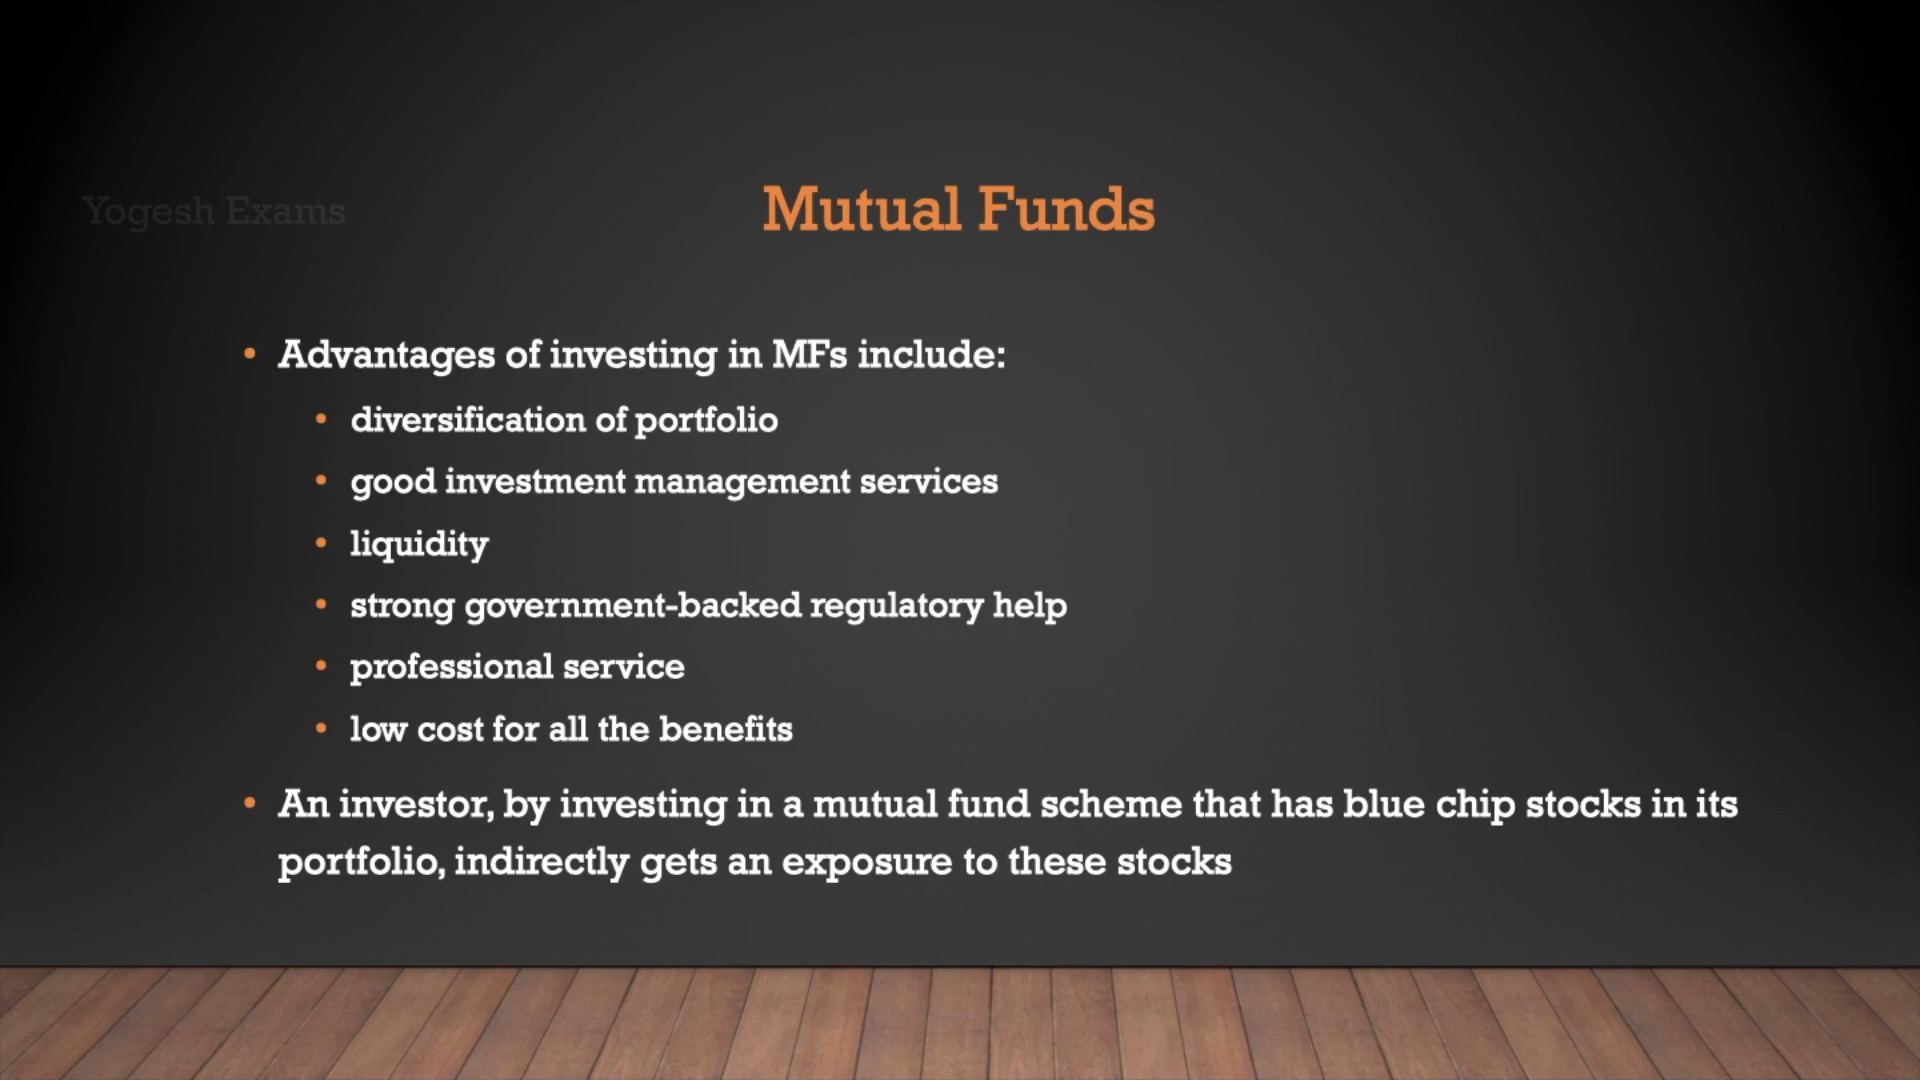 Yogesh Exams
Mutual Funds
• Advantages of investing in MFs include:
• diversification of portfolio
• good investment management services
• liquidity
• strong government-backed regulatory help
• professional service
• low cost for all the benefits
• An investor, by investing in a mutual fund scheme that has blue chip stocks in its
portfolio, indirectly gets an exposure to these stocks